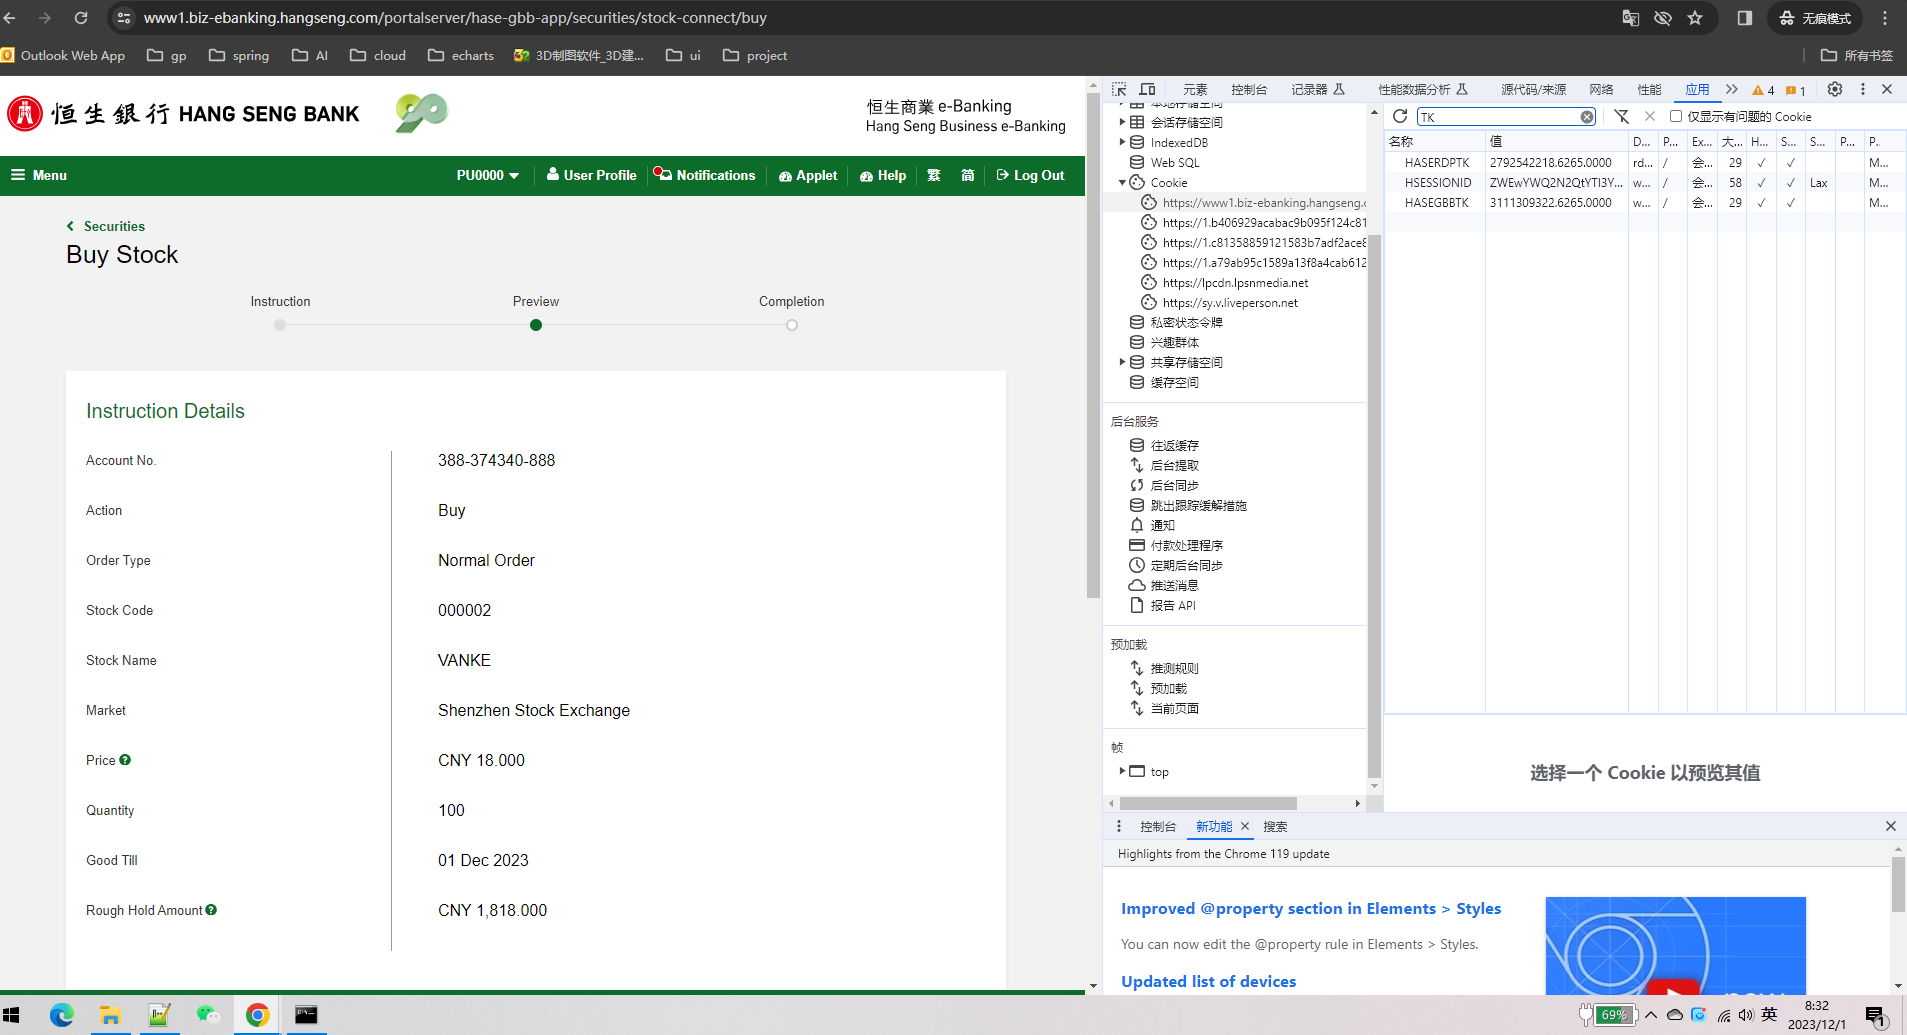 www1.biz-ebanking.hangseng.com/portalserver/hase-gbb-app/securities/stock-connect/buy
无痕模式
Outlook Web App
gp
spring
AI
cloud
echarts
3D制图软件_3D建...
ui
project
所有书签
恒生銀行 HANG SENG BANK
90
恒生商業 e-Banking
Hang Seng Business e-Banking
Menu
PU0000
User Profile
Notifications
Applet
Help
繁
简
Log Out
Securities
Buy Stock
Instruction
Preview
Completion
Instruction Details
Account No.
388-374340-888
Action
Buy
Order Type
Normal Order
Stock Code
000002
Stock Name
VANKE
Market
Shenzhen Stock Exchange
Price
CNY 18.000
Quantity
100
Good Till
01 Dec 2023
Rough Hold Amount
CNY 1,818.000
元素
控制台
记录器
性能数据分析
源代码/来源
网络
性能
应用
4
1
本地存储空间
会话存储空间
IndexedDB
Web SQL
Cookie
https://www1.biz-ebanking.hangseng.c
https://1.b406929acabac9b095f124c81
https://1.c81358859121583b7adf2ace8
https://1.a79ab95c1589a13f8a4cab612
https://lpcdn.lpsnmedia.net
https://sy.v.liveperson.net
私密状态令牌
兴趣群体
共享存储空间
缓存空间
后台服务
往返缓存
后台提取
后台同步
跳出跟踪缓解措施
通知
付款处理程序
定期后台同步
推送消息
报告 API
预加载
推测规则
预加载
当前页面
帧
top
TK
仅显示有问题的 Cookie
名称 值 D... P... Ex... 大... H... S... S... P... P.
HASERDPTK 2792542218.6265.0000 rd... / 会... 29 ✓ ✓ M...
HSESSIONID ZWEwYWQ2N2QtYTI3Y... w... / 会... 58 ✓ ✓ Lax M...
HASEGBBTK 3111309322.6265.0000 w... / 会... 29 ✓ ✓ M...
选择一个 Cookie 以预览其值
控制台
新功能
搜索
Highlights from the Chrome 119 update
Improved @property section in Elements > Styles
You can now edit the @property rule in Elements > Styles.
Updated list of devices
69%
英
8:32
2023/12/1
1